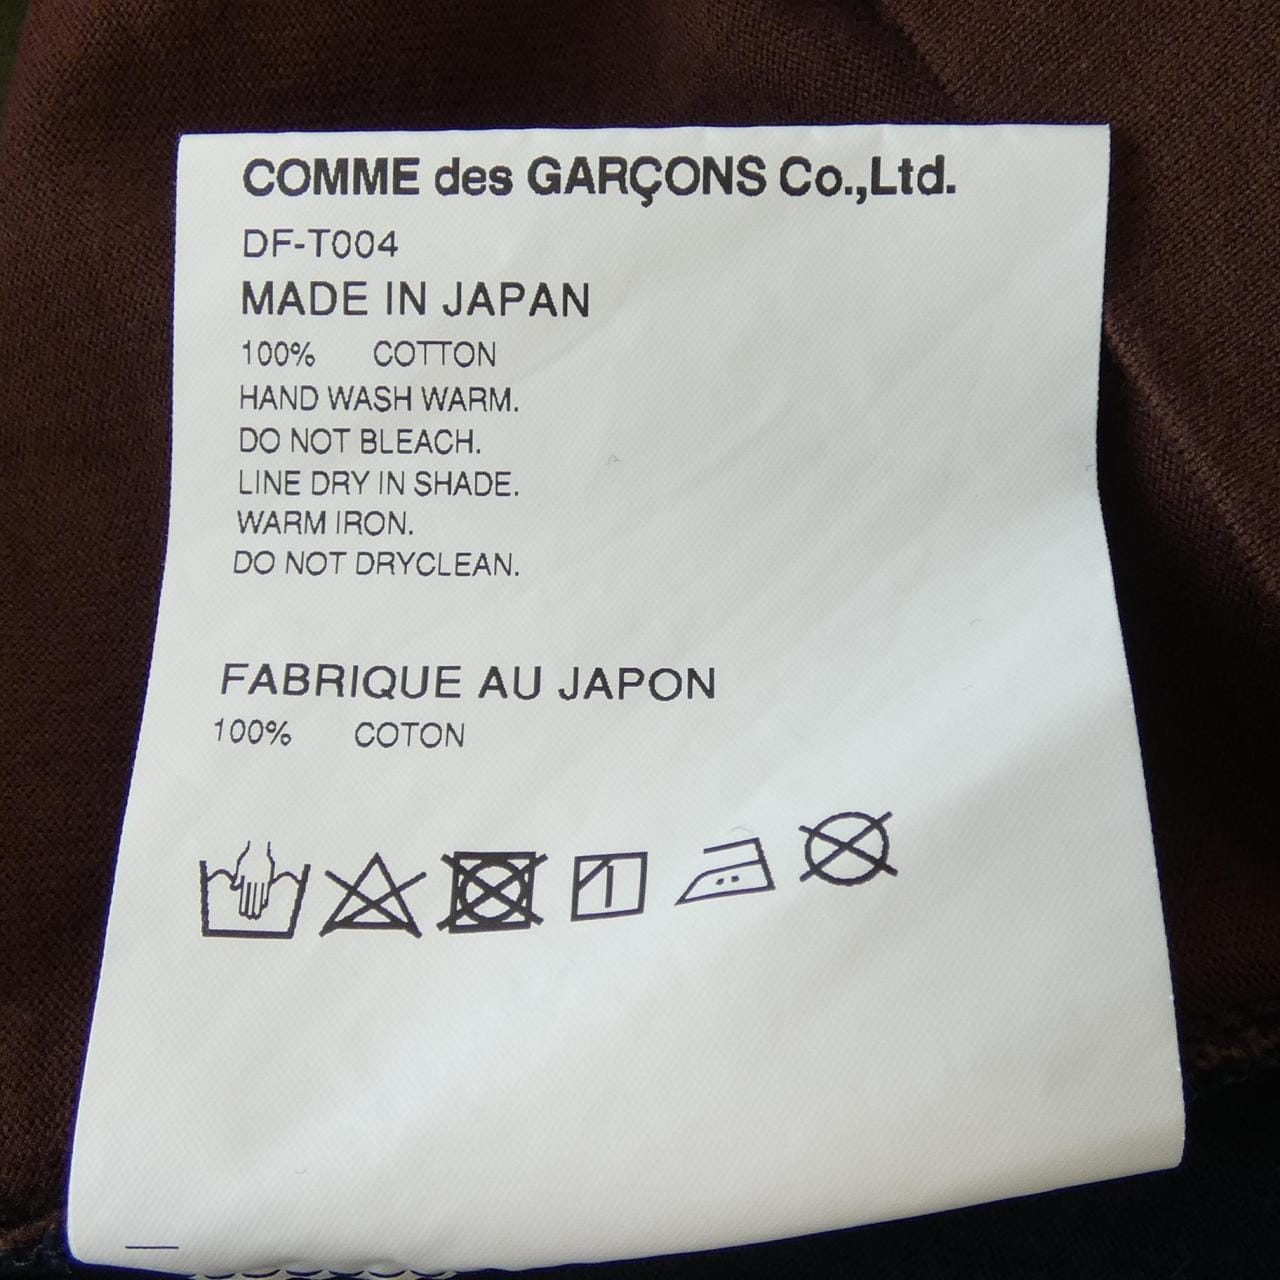 COMME des GARÇONS Co.,Ltd.
DF-T004
MADE IN JAPAN
100% COTTON
HAND WASH WARM.
DO NOT BLEACH.
LINE DRY IN SHADE.
WARM IRON.
DO NOT DRYCLEAN.
FABRIQUE AU JAPON
100% COTON